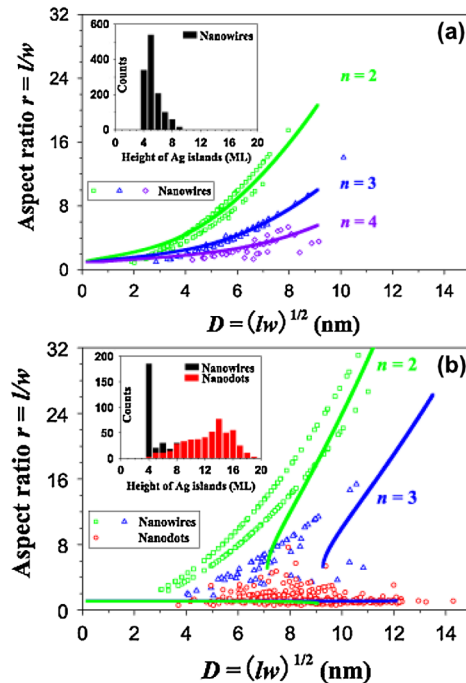 (a)
32
24
16
8
0
Aspect ratio r = l/w
600
400
200
0
Counts
Nanowires
0 4 8 12 16 20
Height of Ag islands (ML)
n = 2
n = 3
n = 4
Nanowires
0 2 4 6 8 10 12 14
D = (lw) 1/2 (nm)
(b)
32
24
16
8
0
Aspect ratio r = l/w
200
150
100
50
0
Counts
Nanowires
Nanodots
0 4 8 12 16 20
Height of Ag islands (ML)
n = 2
n = 3
Nanowires
Nanodots
0 2 4 6 8 10 12 14
D = (lw) 1/2 (nm)